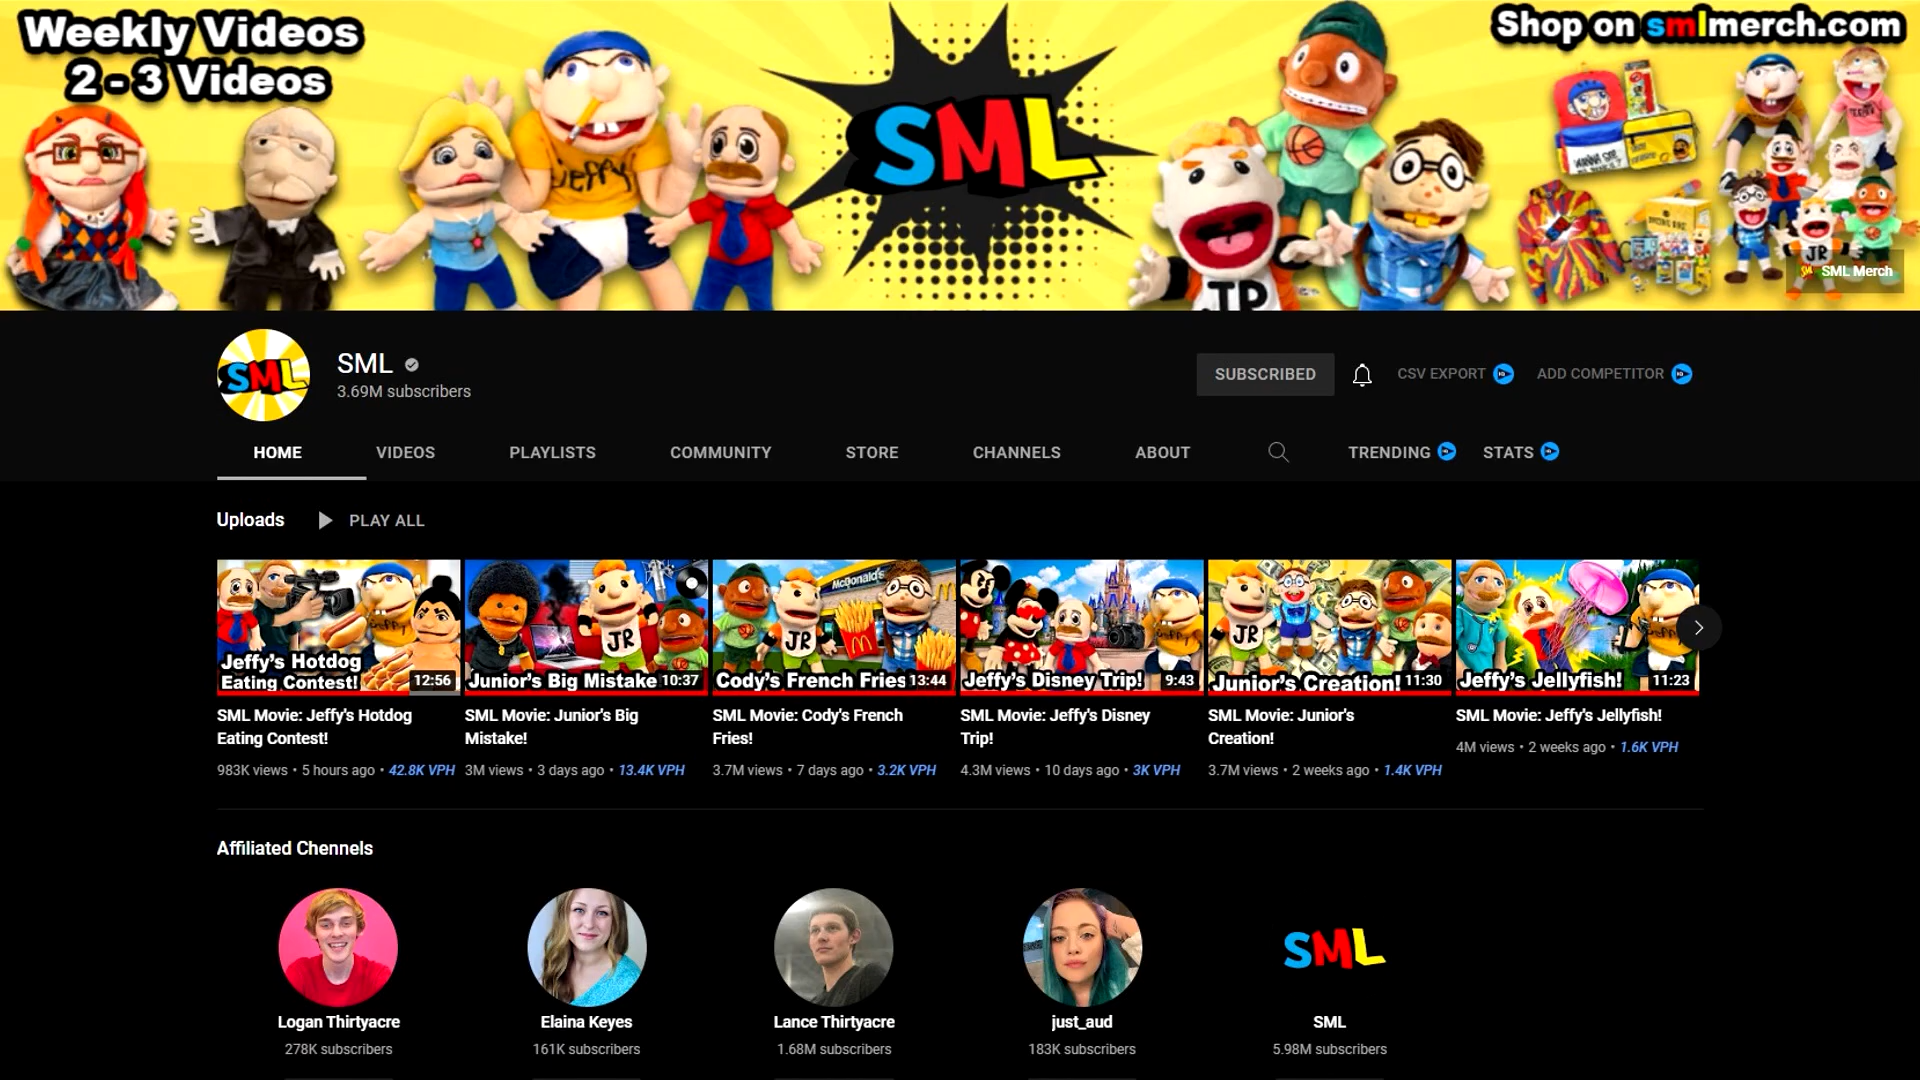 Weekly Videos
2 - 3 Videos
Jeffy
SML
JR
Shop on smlmerch.com
JR
SML Merch
SML
SML
3.69M subscribers
SUBSCRIBED
CSV EXPORT
ADD COMPETITOR
HOME
VIDEOS
PLAYLISTS
COMMUNITY
STORE
CHANNELS
ABOUT
TRENDING
STATS
Uploads
PLAY ALL
Jeffy's Hotdog
Eating Contest!
12:56
SML Movie: Jeffy's Hotdog
Eating Contest!
983K views • 5 hours ago • 42.8K VPH
JR
Junior's Big Mistake
10:37
SML Movie: Junior's Big
Mistake!
3M views • 3 days ago • 13.4K VPH
McDonald's
JR
Cody's French Fries
13:44
SML Movie: Cody's French
Fries!
3.7M views • 7 days ago • 3.2K VPH
Jeffy's Disney Trip!
9:43
SML Movie: Jeffy's Disney
Trip!
4.3M views • 10 days ago • 3K VPH
JR
Junior's Creation!
11:30
SML Movie: Junior's
Creation!
3.7M views • 2 weeks ago • 1.4K VPH
Jeffy's Jellyfish!
11:23
SML Movie: Jeffy's Jellyfish!
4M views • 2 weeks ago • 1.6K VPH
Affiliated Chennels
Logan Thirtyacre
278K subscribers
Elaina Keyes
161K subscribers
Lance Thirtyacre
1.68M subscribers
just_aud
183K subscribers
SML
SML
5.98M subscribers